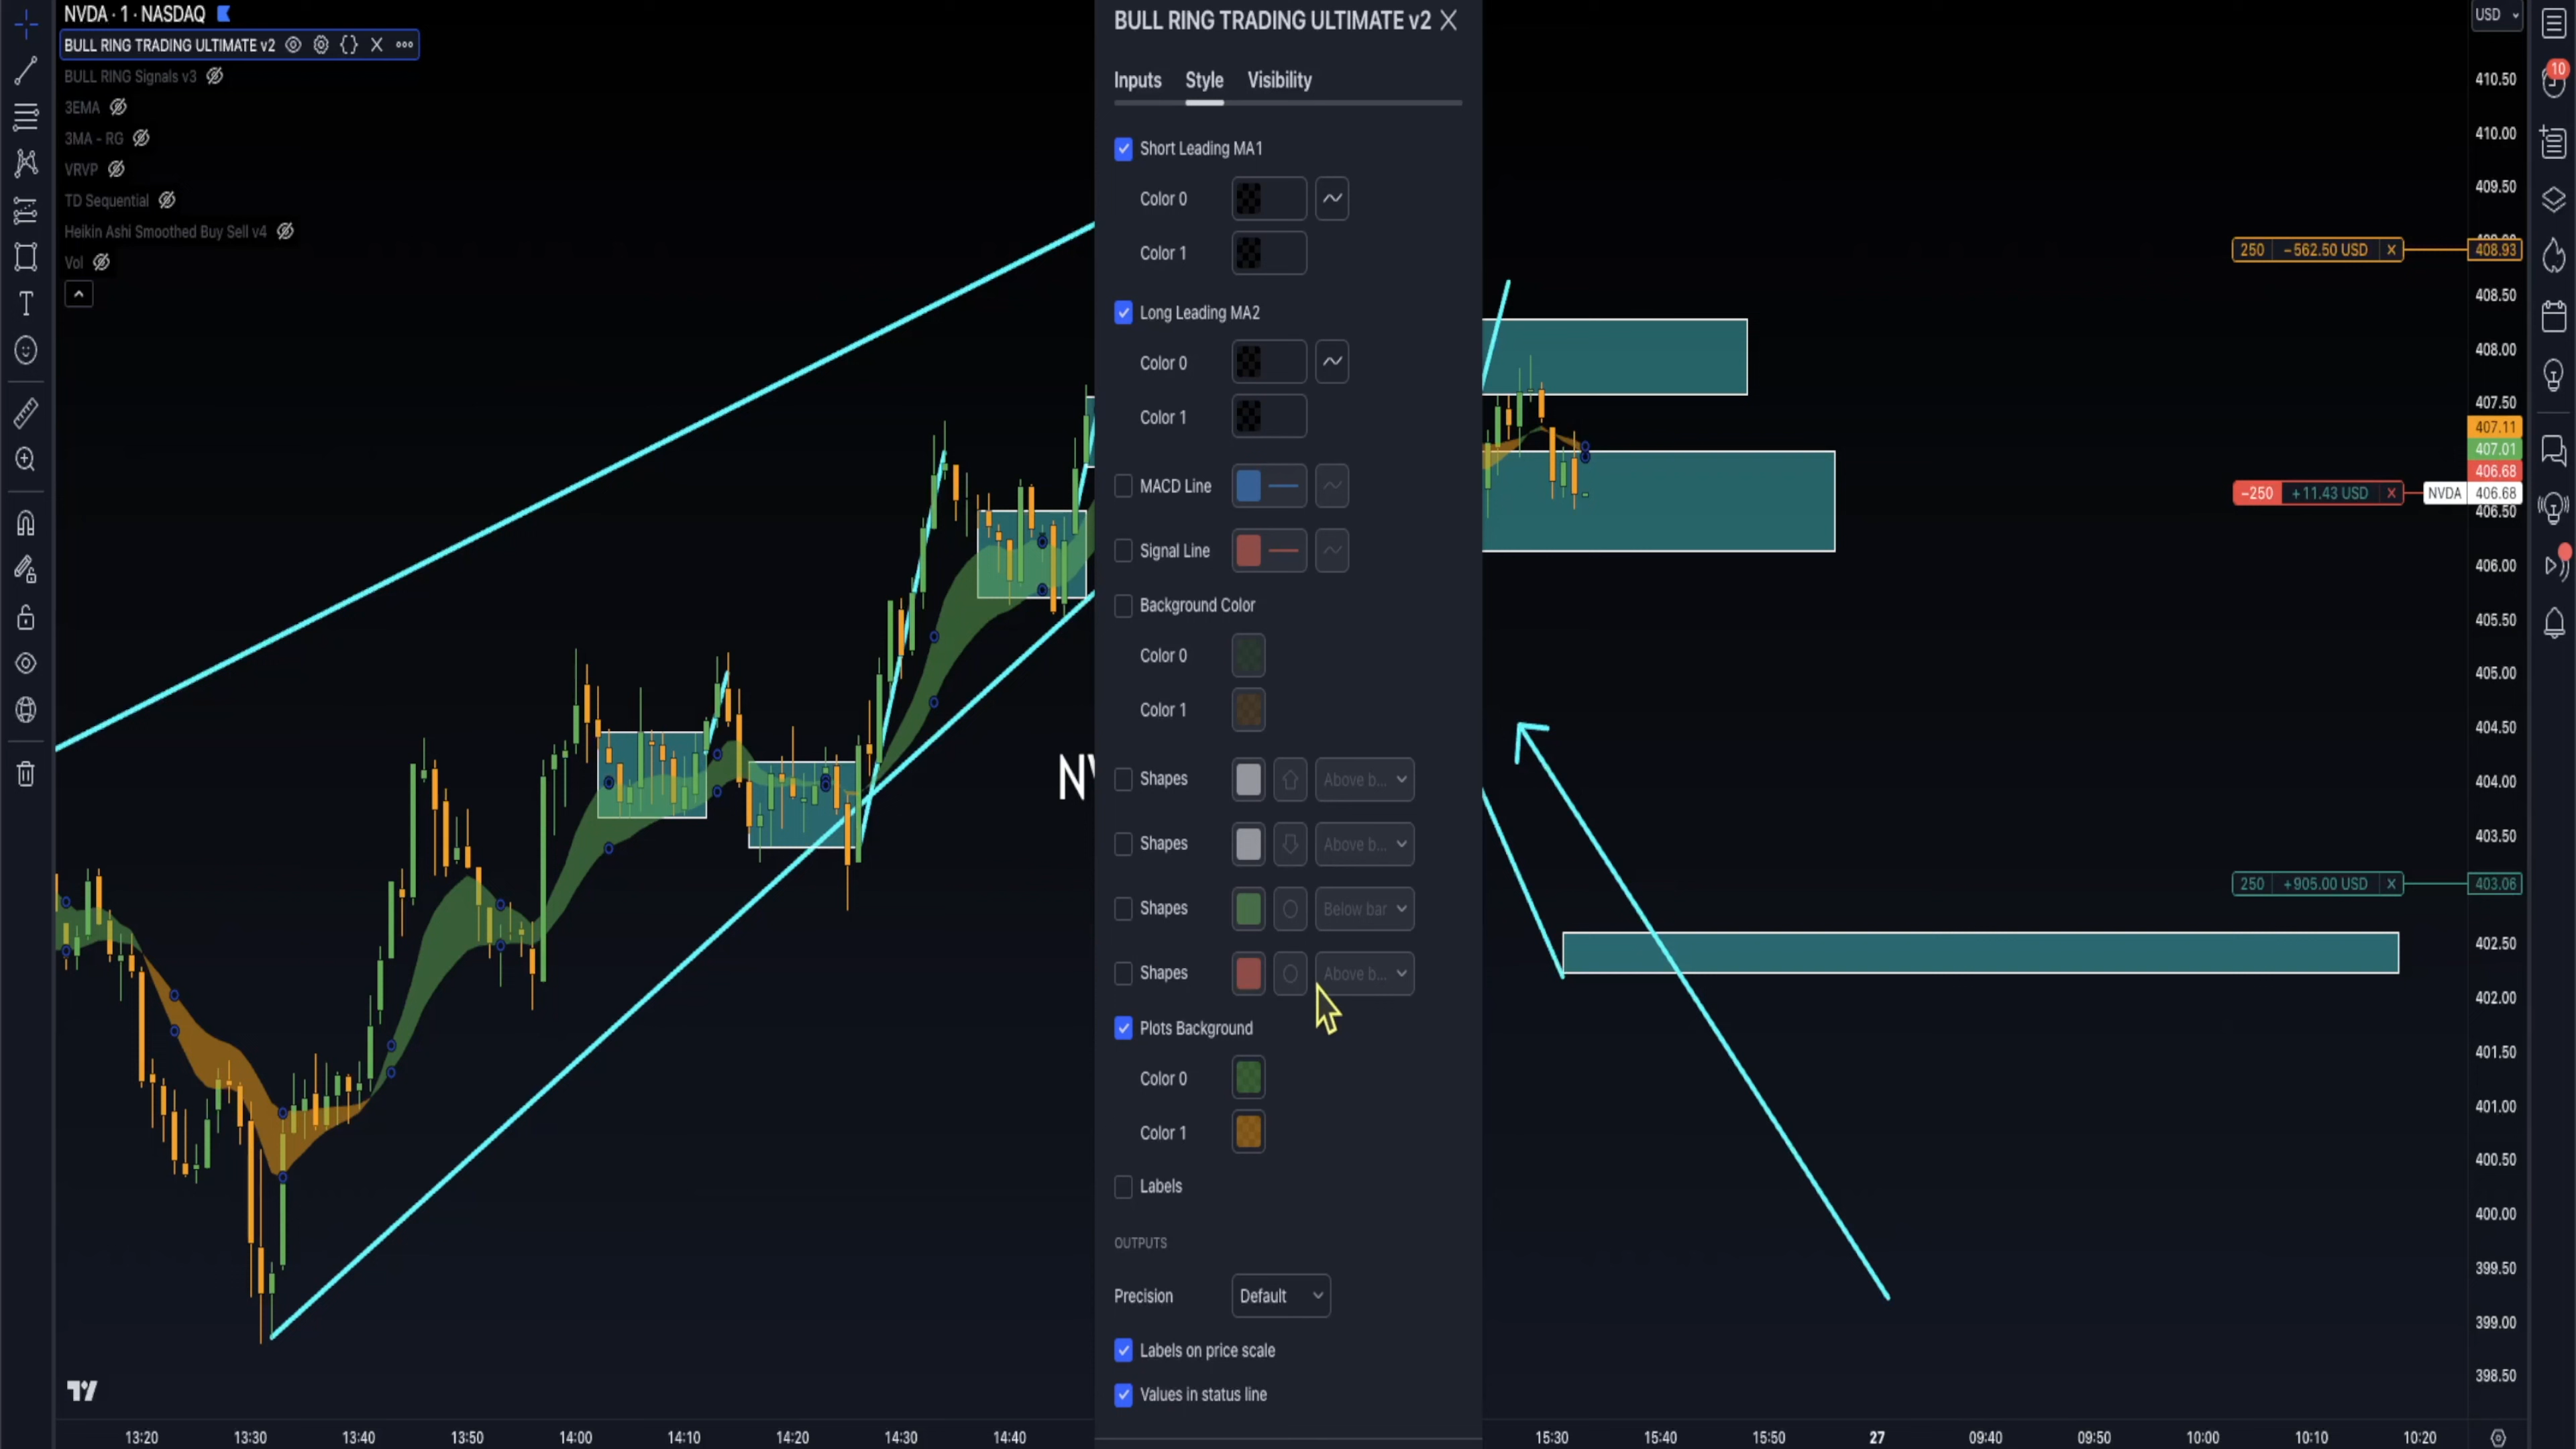 NVDA · 1 · NASDAQ
BULL RING TRADING ULTIMATE v2
BULL RING Signals v3
3EMA
3MA - RG
VRVP
TD Sequential
Heikin Ashi Smoothed Buy Sell v4
Vol
BULL RING TRADING ULTIMATE v2
Inputs Style Visibility
Short Leading MA1
Color 0
Color 1
Long Leading MA2
Color 0
Color 1
MACD Line
Signal Line
Background Color
Color 0
Color 1
Shapes Above b...
Shapes Above b...
Shapes Below bar
Shapes Above b...
Plots Background
Color 0
Color 1
Labels
OUTPUTS
Precision Default
Labels on price scale
Values in status line
USD
10
410.50
410.00
409.50
250 −562.50 USD 408.93
408.50
408.00
407.50
407.11
407.01
406.68
−250 +11.43 USD NVDA 406.68
406.50
406.00
405.50
405.00
404.50
404.00
403.50
250 +905.00 USD 403.06
402.50
402.00
401.50
401.00
400.50
400.00
399.50
399.00
398.50
13:20 13:30 13:40 13:50 14:00 14:10 14:20 14:30 14:40 15:30 15:40 15:50 27 09:40 09:50 10:00 10:10 10:20